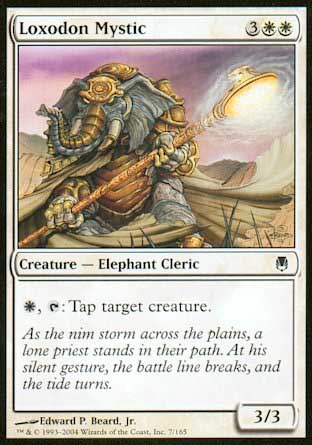 Loxodon Mystic 3
Creature — Elephant Cleric
, : Tap target creature.
As the nim storm across the plains, a
lone priest stands in their path. At his
silent gesture, the battle line breaks, and
the tide turns.
Edward P. Beard, Jr.
™ & © 1993–2004 Wizards of the Coast, Inc. 7/165
3/3